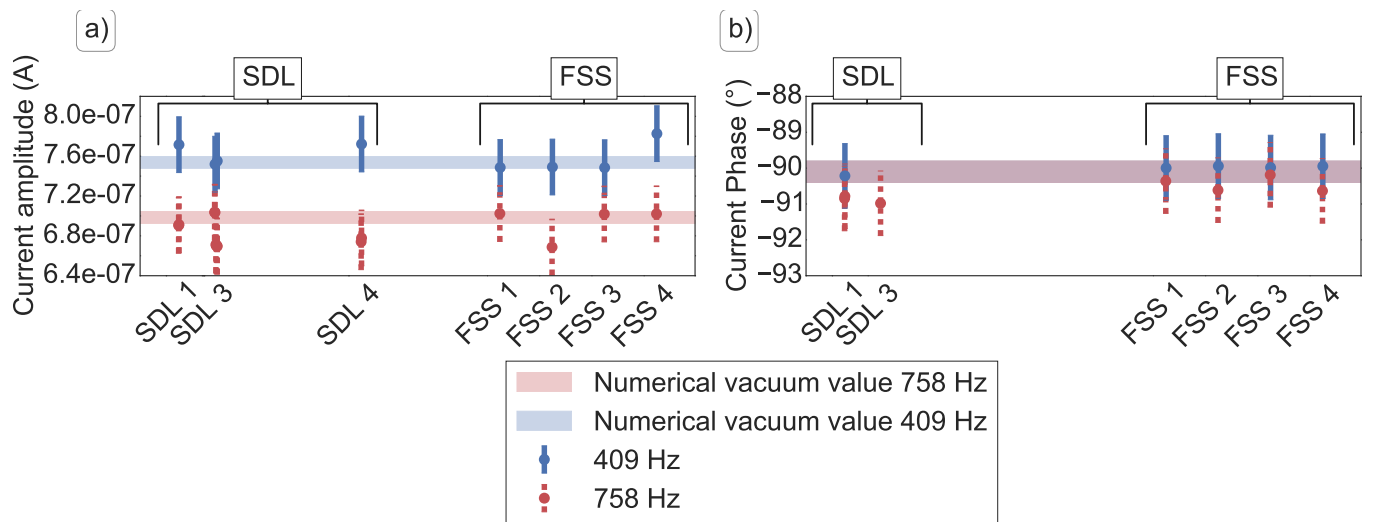 a)
SDL
FSS
Current amplitude (A)
8.0e-07
7.6e-07
7.2e-07
6.8e-07
6.4e-07
SDL 1
SDL 3
SDL 4
FSS 1
FSS 2
FSS 3
FSS 4
b)
SDL
FSS
Current Phase (°)
−88
−89
−90
−91
−92
−93
SDL 1
SDL 3
FSS 1
FSS 2
FSS 3
FSS 4
Numerical vacuum value 758 Hz
Numerical vacuum value 409 Hz
409 Hz
758 Hz